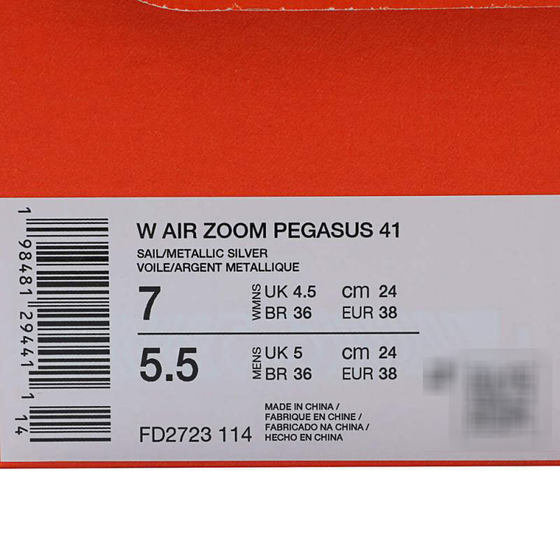 W AIR ZOOM PEGASUS 41
SAIL/METALLIC SILVER
VOILE/ARGENT METALLIQUE
7 WMNS UK 4.5 cm 24
BR 36 EUR 38
5.5 MENS UK 5 cm 24
BR 36 EUR 38
MADE IN CHINA /
FABRIQUE EN CHINE /
FABRICADO NA CHINA /
HECHO EN CHINA
FD2723 114
1 98481 29441 1 14